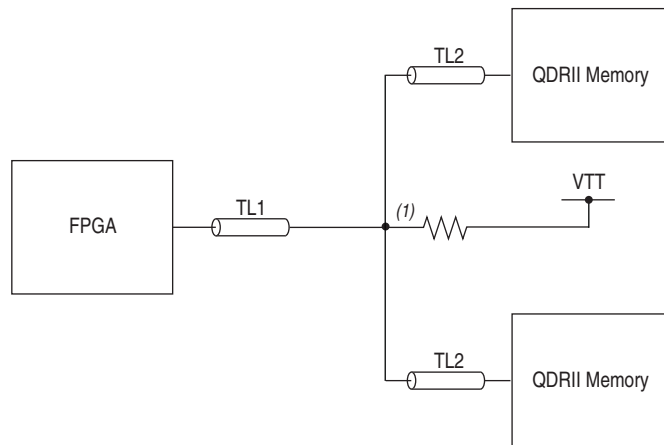 TL2
QDRII Memory
VTT
(1)
TL1
FPGA
TL2
QDRII Memory